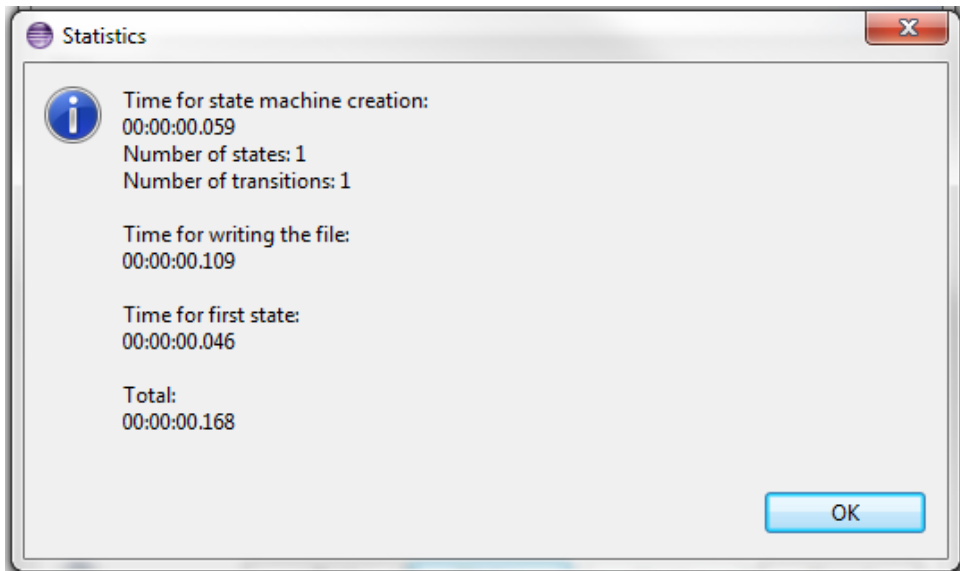 Statistics
Time for state machine creation:
00:00:00.059
Number of states: 1
Number of transitions: 1
Time for writing the file:
00:00:00.109
Time for first state:
00:00:00.046
Total:
00:00:00.168
OK